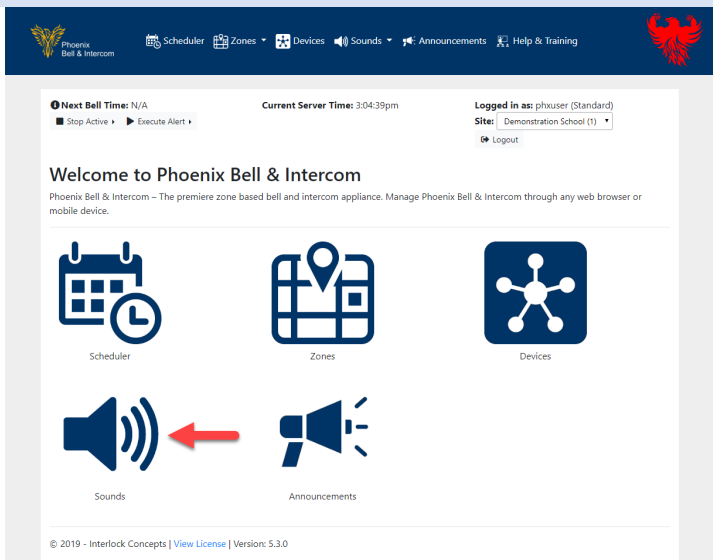 Phoenix
Bell & Intercom
Scheduler Zones Devices Sounds Announcements Help & Training
Next Bell Time: N/A Current Server Time: 3:04:39pm Logged in as: phxuser (Standard)
Stop Active Execute Alert Site: Demonstration School (1)
Logout
Welcome to Phoenix Bell & Intercom
Phoenix Bell & Intercom – The premiere zone based bell and intercom appliance. Manage Phoenix Bell & Intercom through any web browser or
mobile device.
Scheduler Zones Devices
Sounds Announcements
© 2019 - Interlock Concepts | View License | Version: 5.3.0